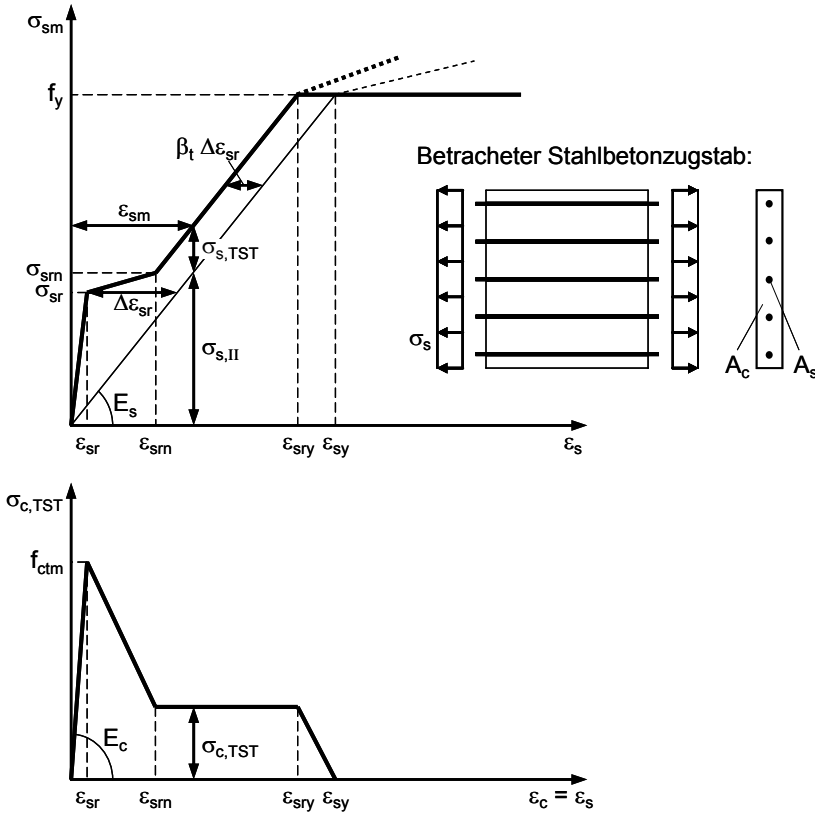 σsm
fy
βt Δεsr
εsm
σs,TST
σsrn
σsr
Δεsr
σs,II
Es
εsr
εsrn
εsry
εsy
εs
Betracheter Stahlbetonzugstab:
σs
Ac
As
σc,TST
fctm
Ec
σc,TST
εsr
εsrn
εsry
εsy
εc = εs